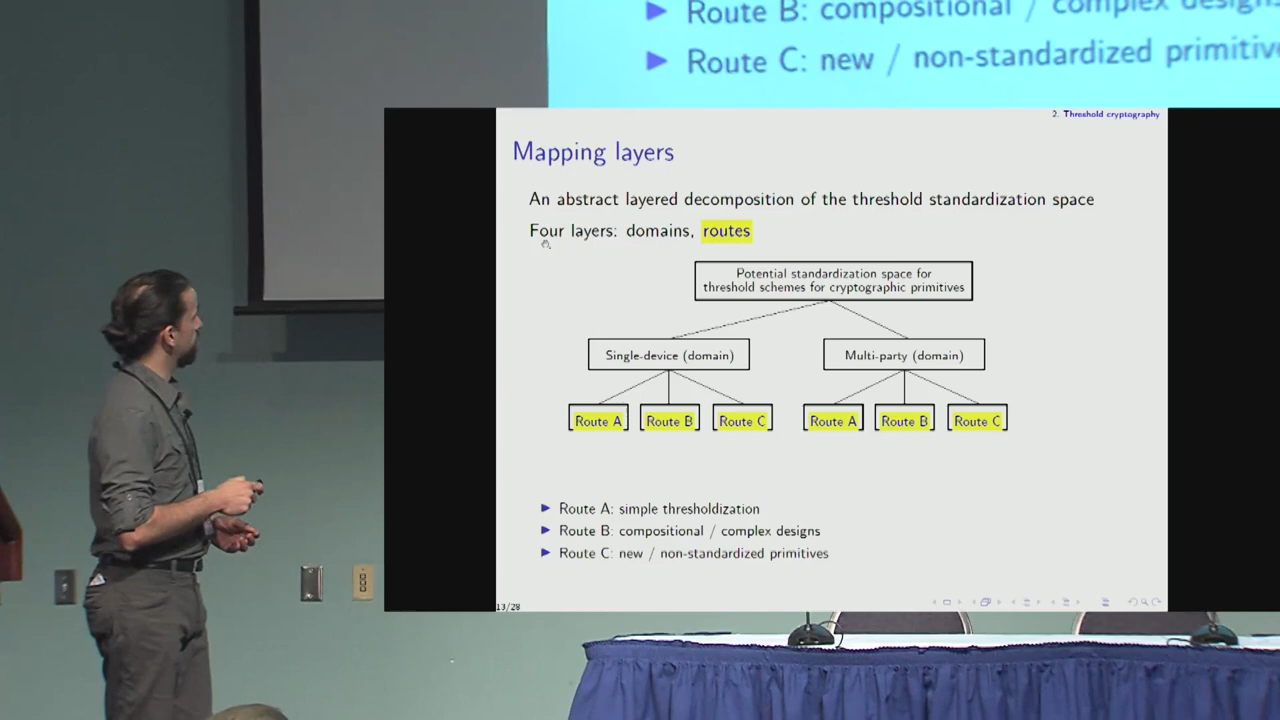 Route B: compositional / complex designs
Route C: new / non-standardized primitive
2. Threshold cryptography
Mapping layers
An abstract layered decomposition of the threshold standardization space
Four layers: domains, routes
Potential standardization space for
threshold schemes for cryptographic primitives
Single-device (domain)
Multi-party (domain)
Route A
Route B
Route C
Route A
Route B
Route C
▶ Route A: simple thresholdization
▶ Route B: compositional / complex designs
▶ Route C: new / non-standardized primitives
13/28